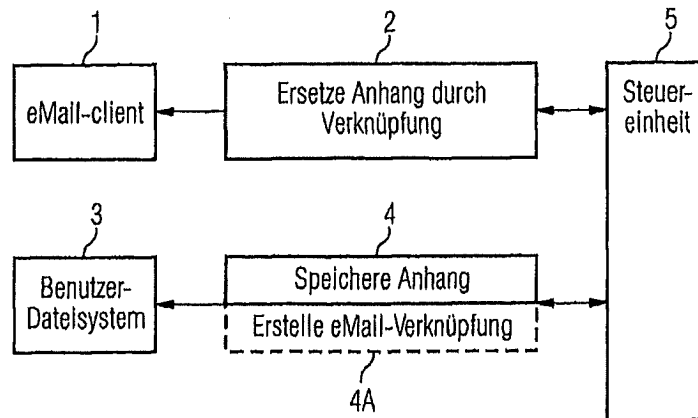 1
2
5
eMail-client
Ersetze Anhang durch
Verknüpfung
Steuer-
einheit
3
4
Benutzer-
Dateisystem
Speichere Anhang
Erstelle eMail-Verknüpfung
4A